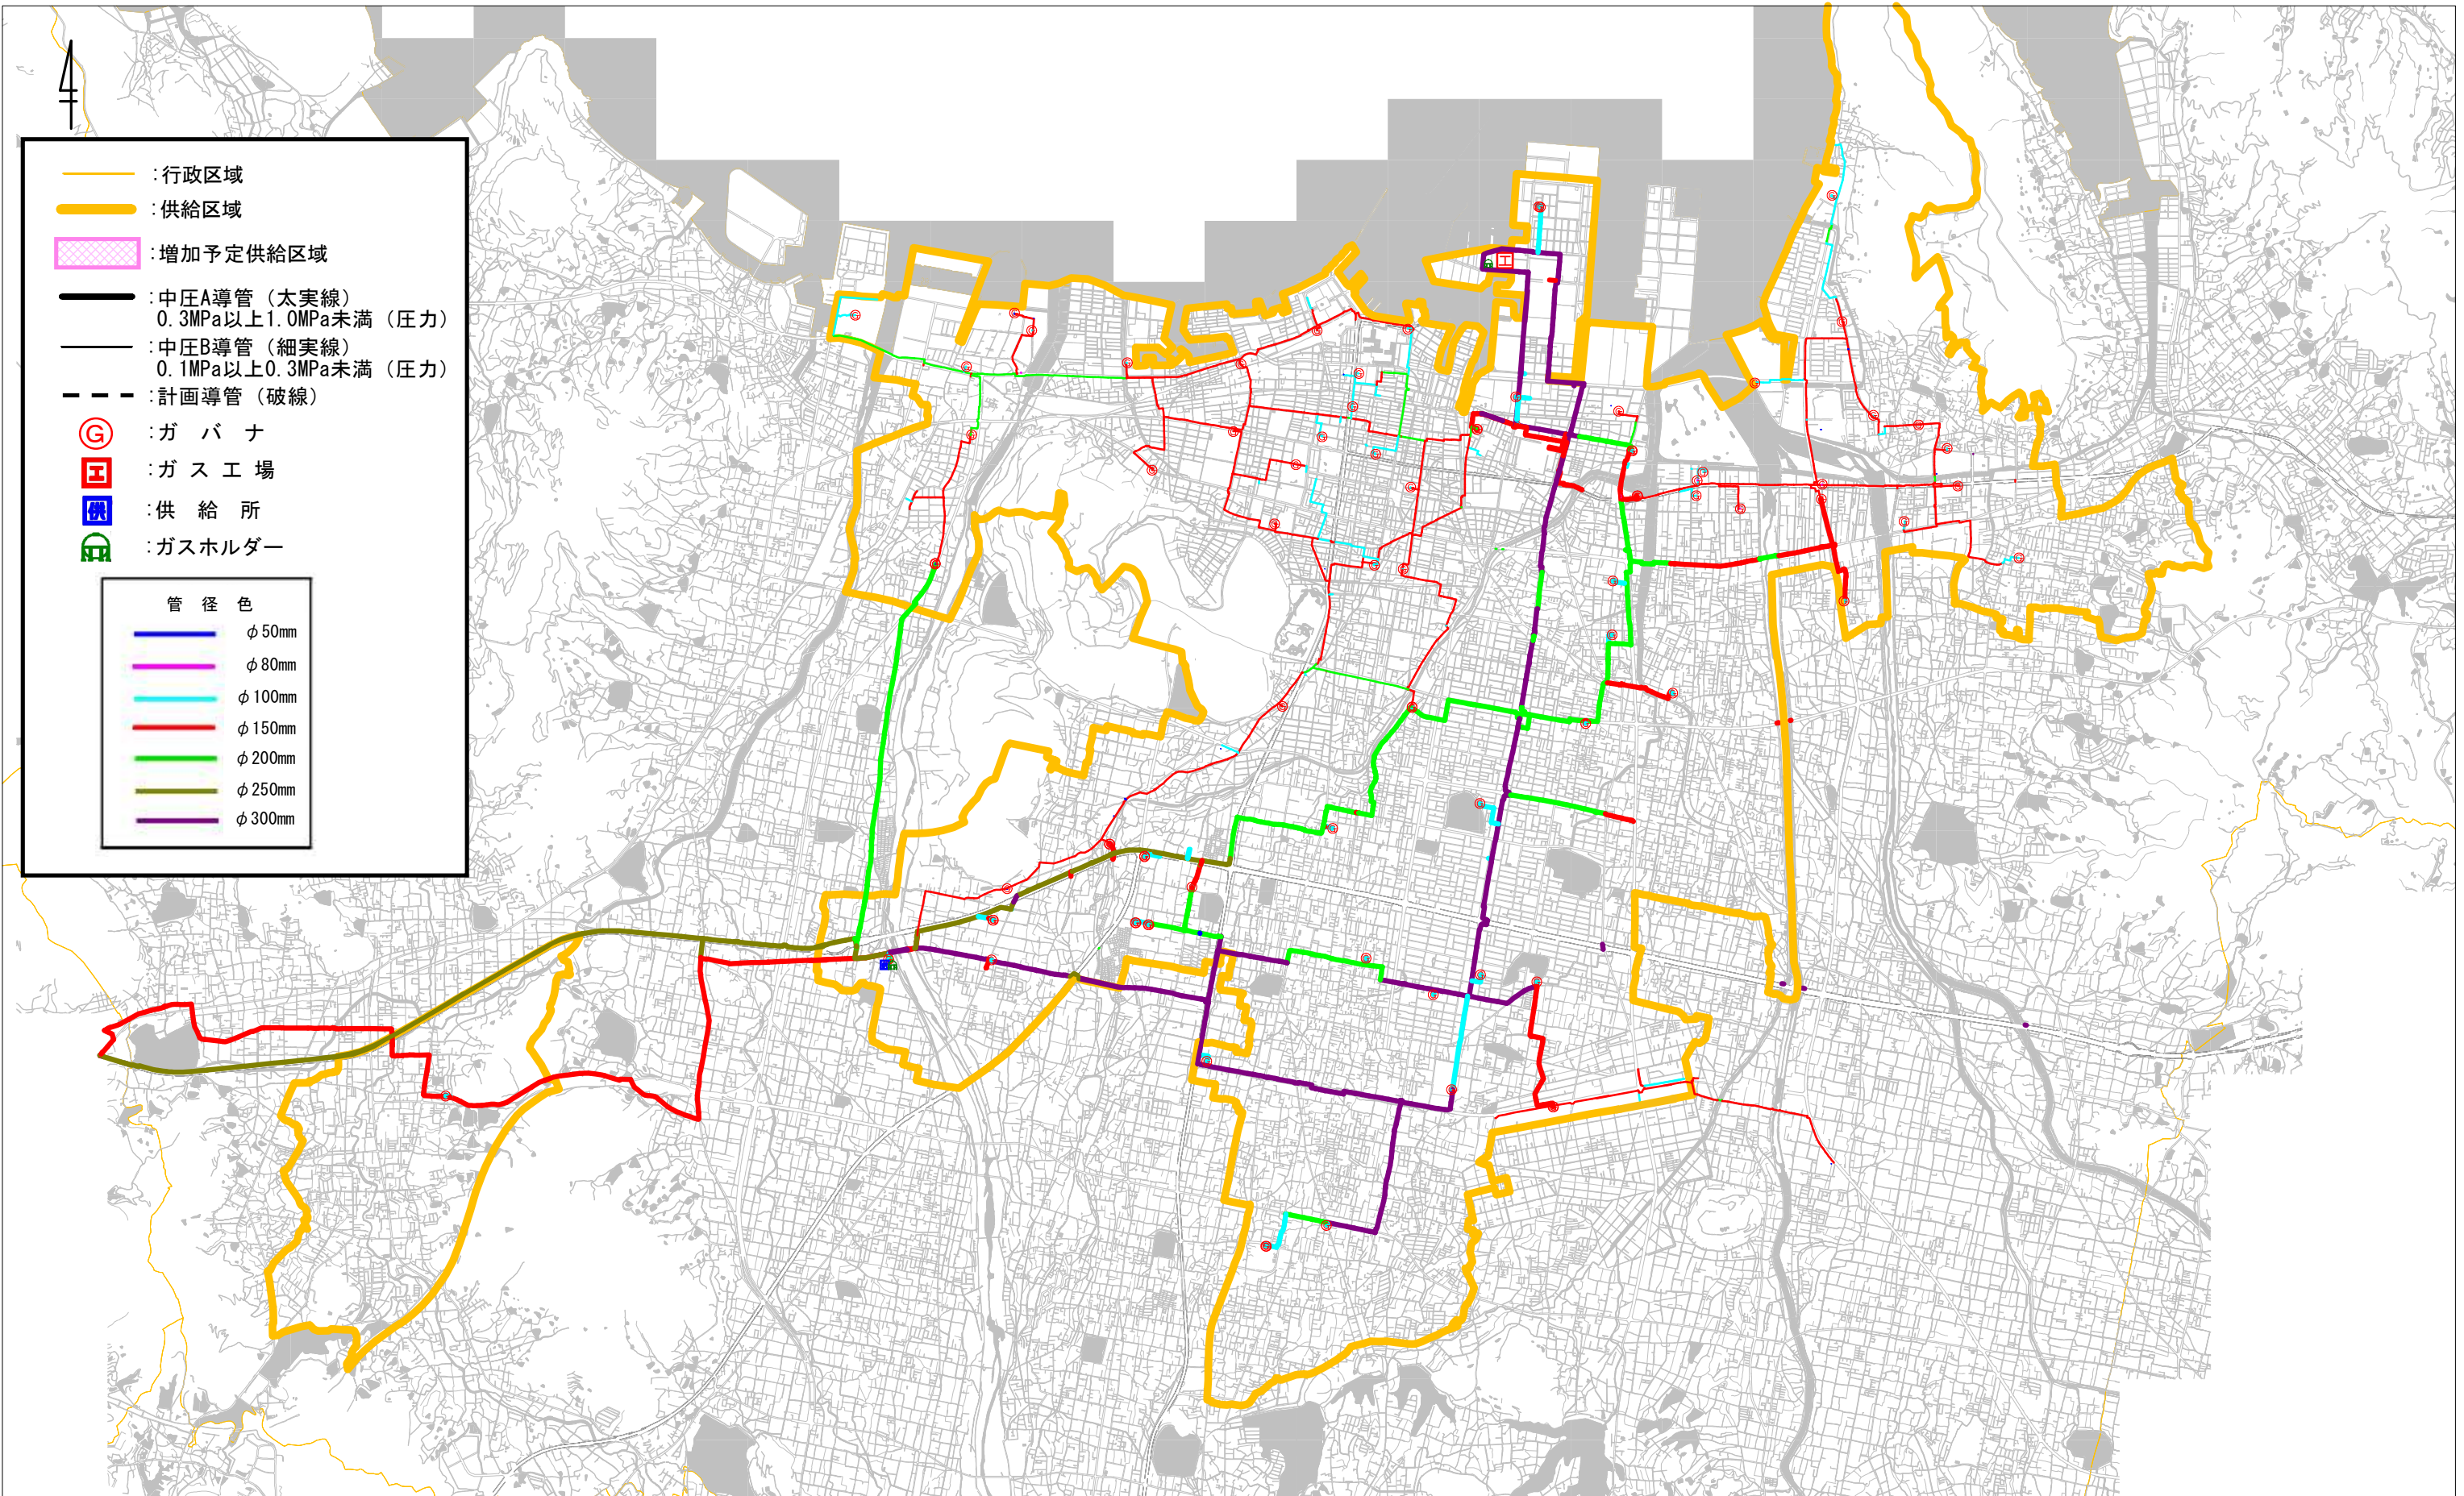 :行政区域
:供給区域
:増加予定供給区域
:中圧A導管（太実線）
0.3MPa以上1.0MPa未満（圧力）
:中圧B導管（細実線）
0.1MPa以上0.3MPa未満（圧力）
:計画導管（破線）
G :ガ バ ナ
工 :ガ ス 工 場
供 :供 給 所
:ガスホルダー
管 径 色
φ50mm
φ80mm
φ100mm
φ150mm
φ200mm
φ250mm
φ300mm